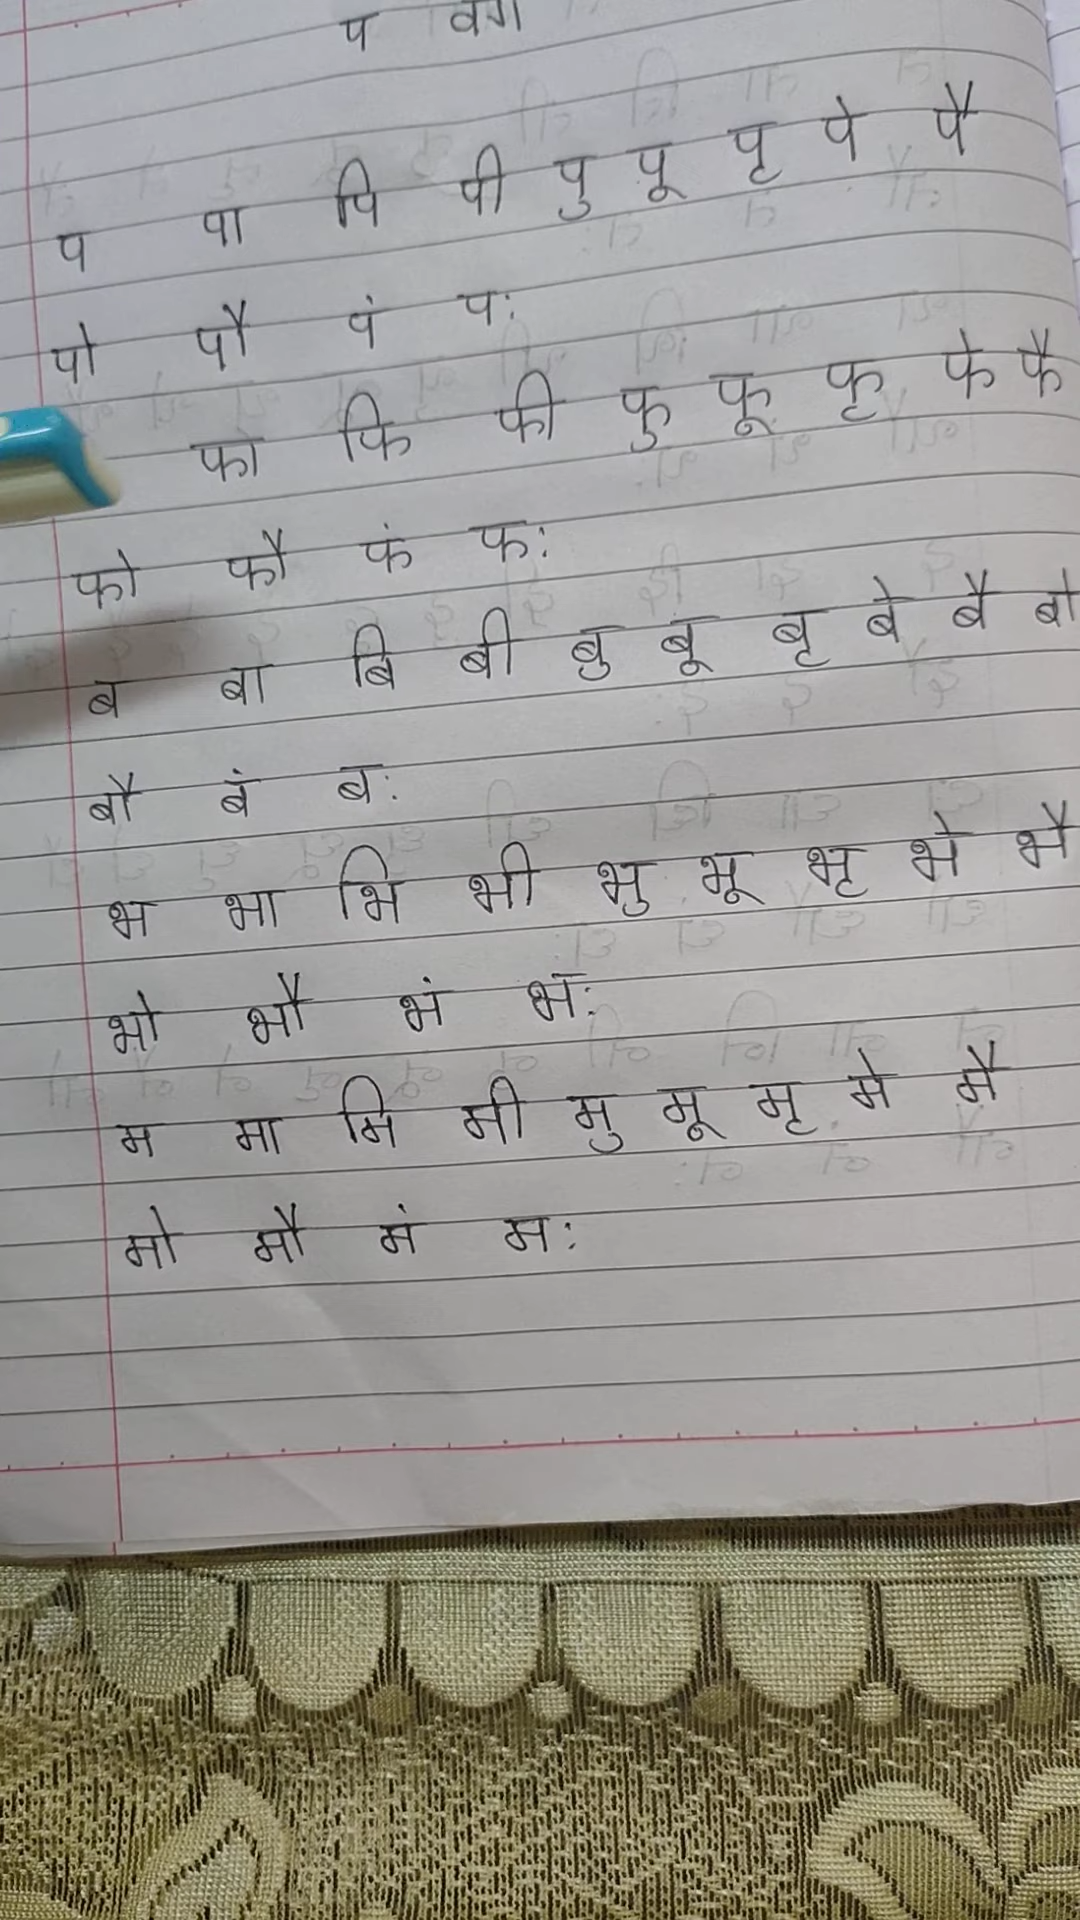 प वर्ग
प पा पि पी पु पू पृ पे पै
पो पौ पं पः
फा फि फी फु फू फृ फे फै
फो फौ फं फः
ब बा बि बी बु बू बृ बे बै बो
बौ बं बः
भ भा भि भी भु भू भृ भे भै
भो भौ भं भः
म मा मि मी मु मू मृ मे मै
मो मौ मं मः